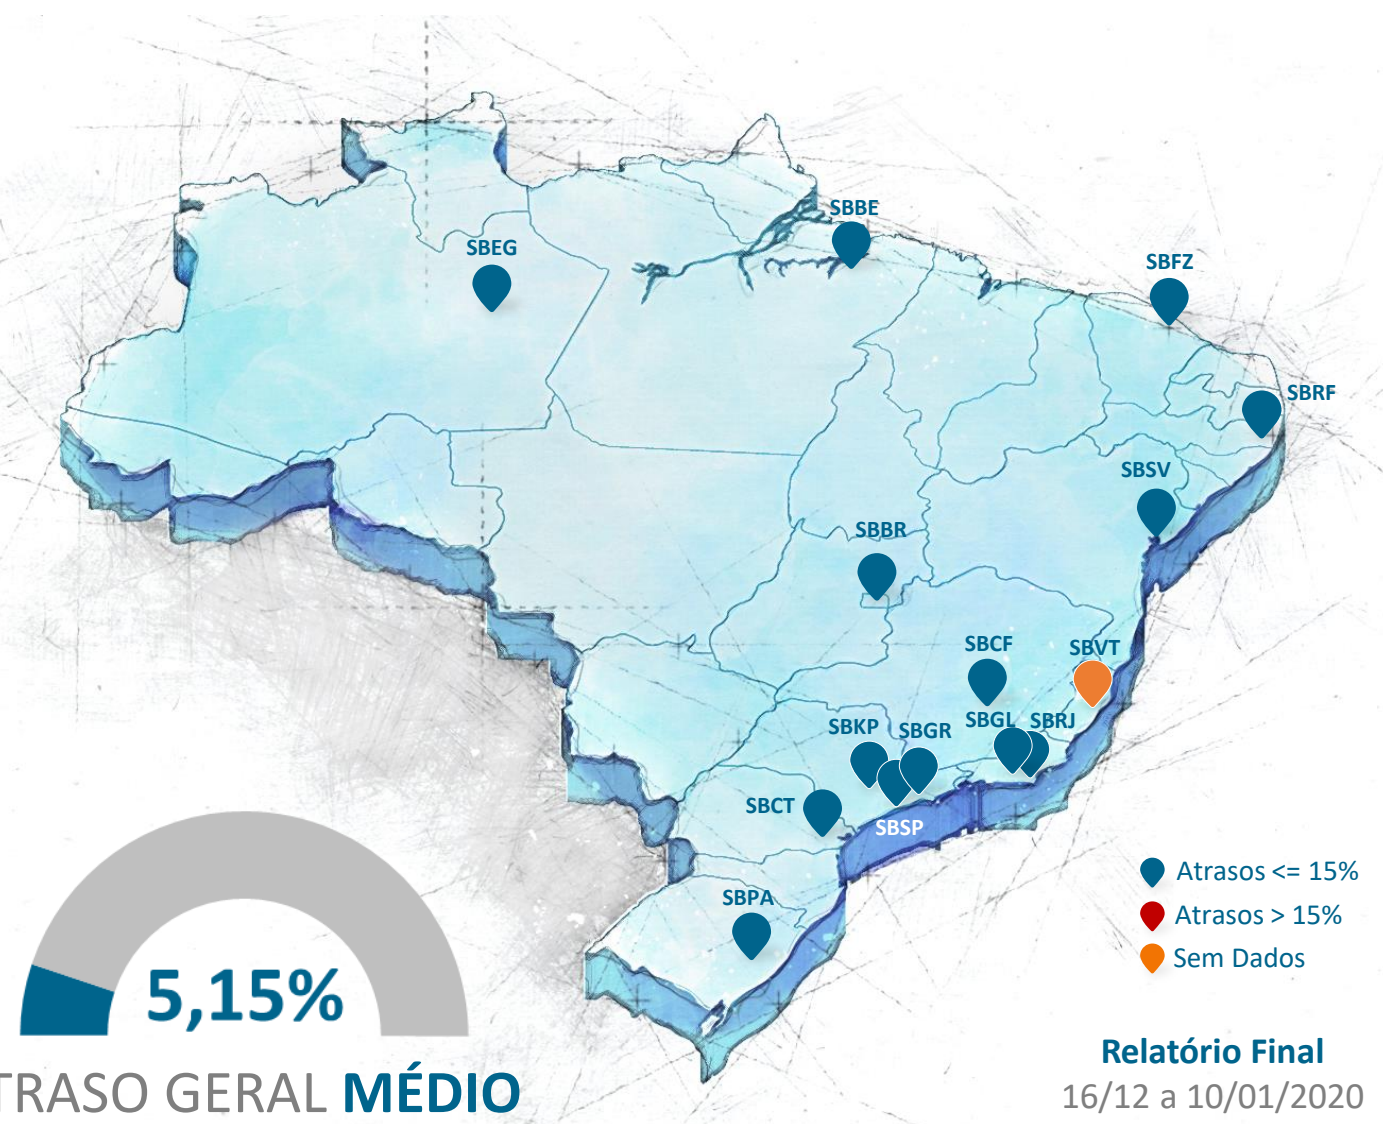 SBBE
SBEG
SBFZ
SBRF
SBSV
SBBR
SBCF
SBVT
SBKP
SBGR
SBGL
SBRJ
SBCT
SBSP
SBPA
Atrasos <= 15%
Atrasos > 15%
Sem Dados
5,15%
TRASO GERAL MÉDIO
Relatório Final
16/12 a 10/01/2020